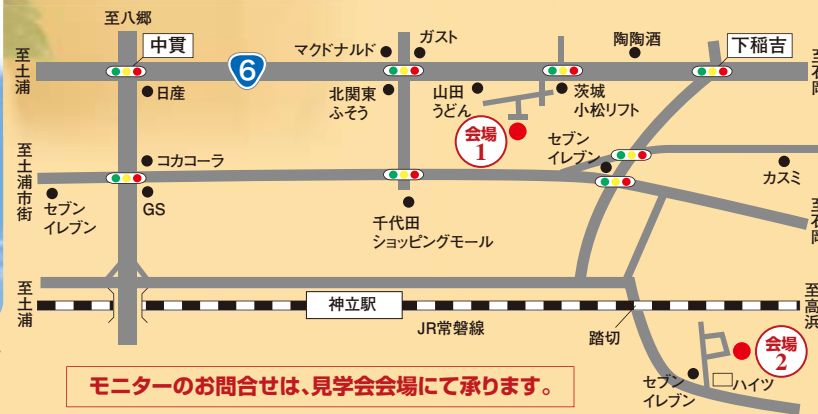 至八郷
中貫
マクドナルド
ガスト
陶陶酒
下稲吉
至土浦
6
至石岡
日産
北関東
ふそう
山田
うどん
茨城
小松リフト
会場
1
至土浦市街
コカコーラ
セブン
イレブン
カスミ
セブン
イレブン
GS
千代田
ショッピングモール
至石岡
至土浦
神立駅
JR常磐線
踏切
至高浜
会場
2
セブン
イレブン
ハイツ
モニターのお問合せは、見学会会場にて承ります。